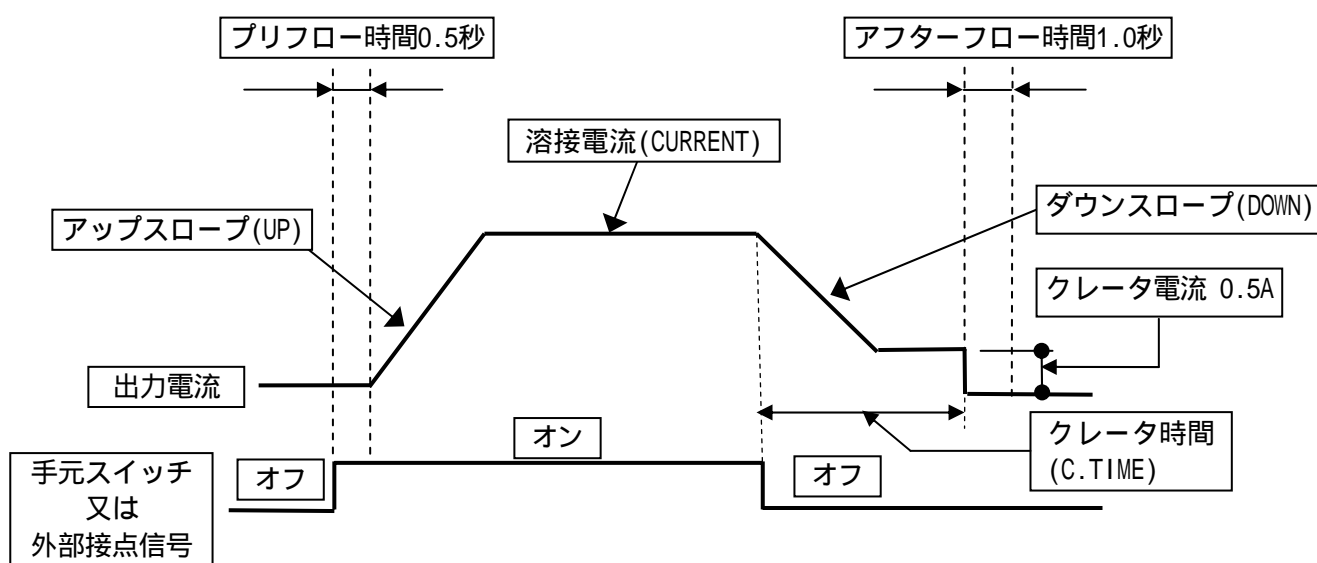 プリフロー時間0.5秒
アフターフロー時間1.0秒
溶接電流(CURRENT)
アップスロープ(UP)
ダウンスロープ(DOWN)
クレータ電流 0.5A
出力電流
オン
クレータ時間
(C.TIME)
手元スイッチ
又は
外部接点信号
オフ
オフ